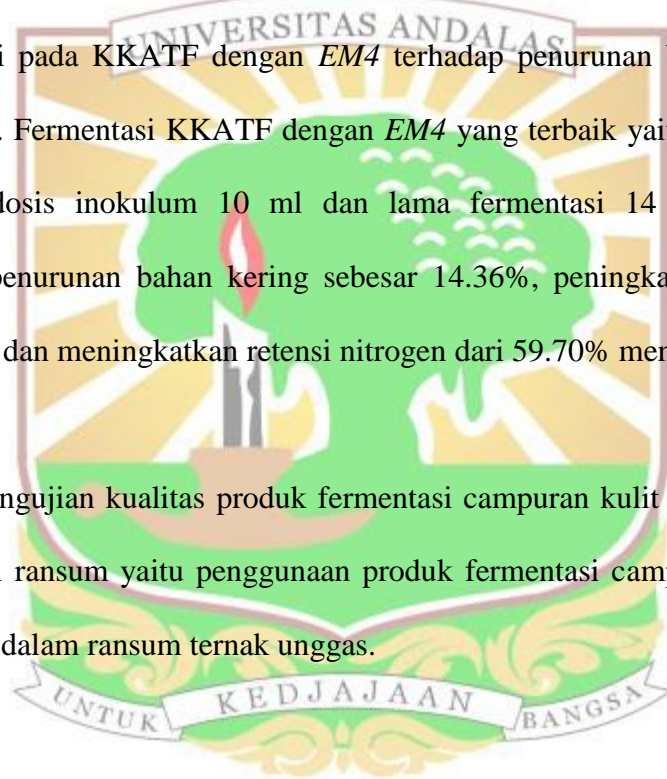 UNIVERSITAS ANDALAS
i pada KKATF dengan EM4 terhadap penurunan
. Fermentasi KKATF dengan EM4 yang terbaik yai
dosis inokulum 10 ml dan lama fermentasi 14
penurunan bahan kering sebesar 14.36%, peningka
dan meningkatkan retensi nitrogen dari 59.70% men
ngujian kualitas produk fermentasi campuran kulit
ransum yaitu penggunaan produk fermentasi camp
dalam ransum ternak unggas.
UNTUK KEDJAJAAN BANGSA